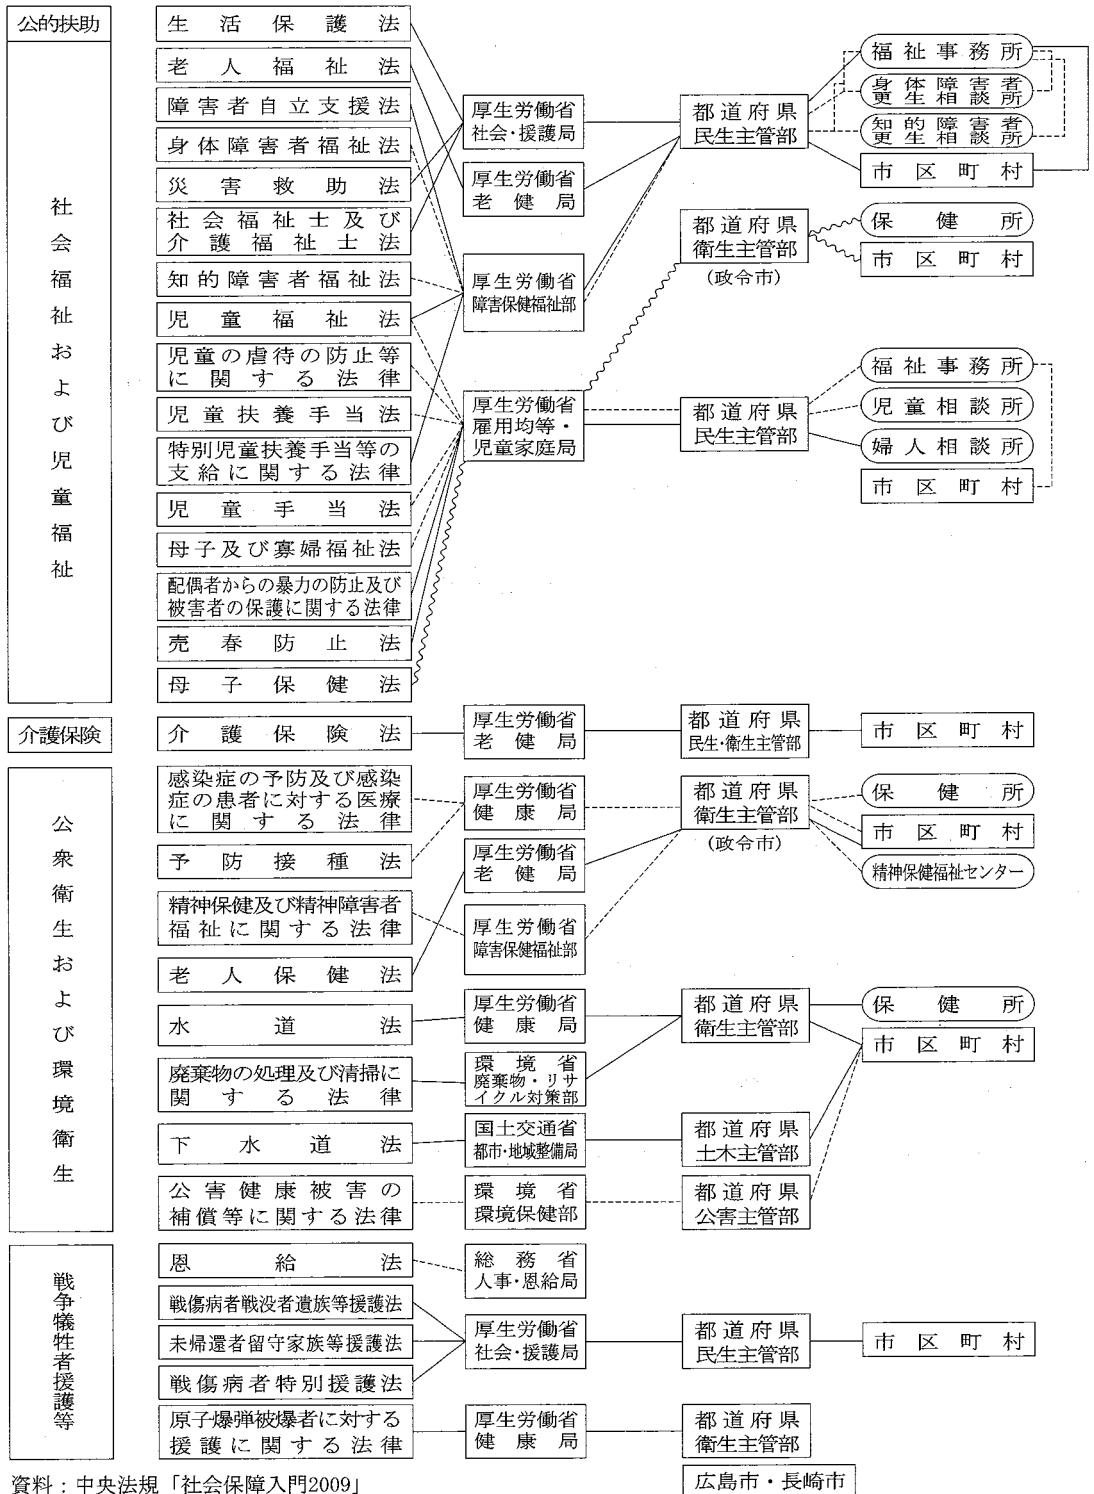 公的扶助
社会福祉および児童福祉
生活保護法
老人福祉法
障害者自立支援法
身体障害者福祉法
災害救助法
社会福祉士及び
介護福祉士法
知的障害者福祉法
児童福祉法
児童の虐待の防止等
に関する法律
児童扶養手当法
特別児童扶養手当等の
支給に関する法律
児童手当法
母子及び寡婦福祉法
配偶者からの暴力の防止及び
被害者の保護に関する法律
売春防止法
母子保健法
厚生労働省
社会・援護局
厚生労働省
老健局
厚生労働省
障害保健福祉部
厚生労働省
雇用均等・
児童家庭局
都道府県
民生主管部
都道府県
衛生主管部
(政令市)
都道府県
民生主管部
福祉事務所
身体障害者
更生相談所
知的障害者
更生相談所
市区町村
保健所
市区町村
福祉事務所
児童相談所
婦人相談所
市区町村
介護保険
介護保険法
厚生労働省
老健局
都道府県
民生・衛生主管部
市区町村
公衆衛生および環境衛生
感染症の予防及び感染
症の患者に対する医療
に関する法律
予防接種法
精神保健及び精神障害者
福祉に関する法律
老人保健法
水道法
廃棄物の処理及び清掃に
関する法律
下水道法
公害健康被害の
補償等に関する法律
厚生労働省
健康局
厚生労働省
老健局
厚生労働省
障害保健福祉部
厚生労働省
健康局
環境省
廃棄物・リサ
イクル対策部
国土交通省
都市・地域整備局
環境省
環境保健部
都道府県
衛生主管部
(政令市)
都道府県
衛生主管部
都道府県
土木主管部
都道府県
公害主管部
保健所
市区町村
精神保健福祉センター
保健所
市区町村
戦争犠牲者援護等
恩給法
戦傷病者戦没者遺族等援護法
未帰還者留守家族等援護法
戦傷病者特別援護法
原子爆弾被爆者に対する
援護に関する法律
総務省
人事・恩給局
厚生労働省
社会・援護局
厚生労働省
健康局
都道府県
民生主管部
都道府県
衛生主管部
広島市・長崎市
市区町村
資料：中央法規「社会保障入門2009」